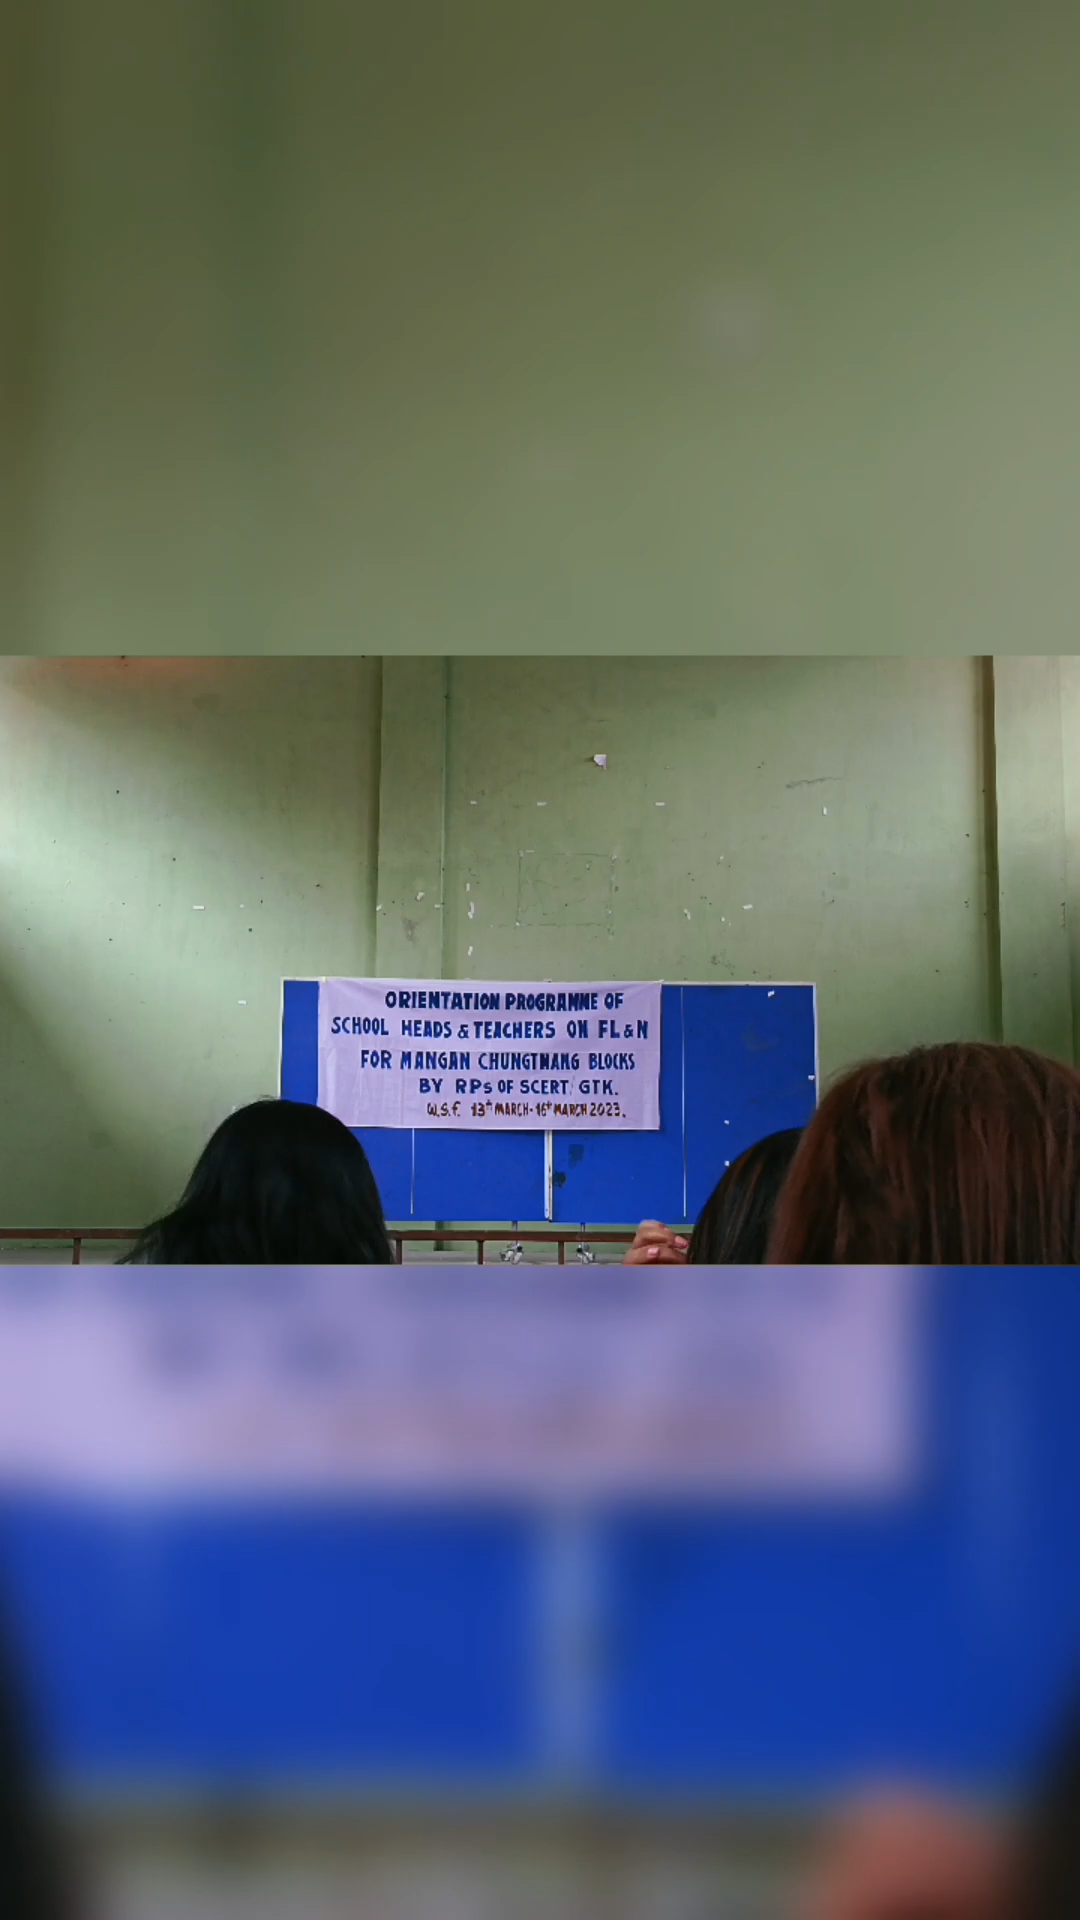 ORIENTATION PROGRAMME OF
SCHOOL HEADS & TEACHERS ON FL&N
FOR MANGAN CHUNGTHANG BLOCKS
BY RPs OF SCERT, GTK.
W.S.F. 13th MARCH-16th MARCH 2023.